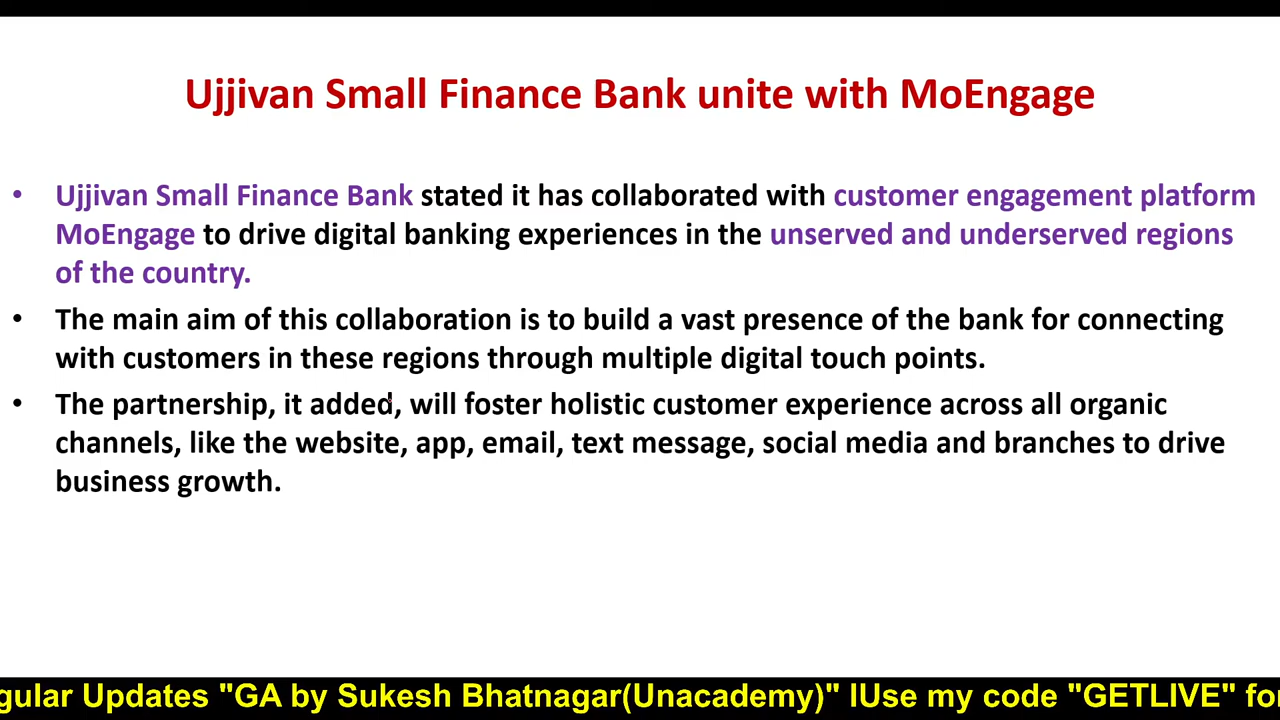 Ujjivan Small Finance Bank unite with MoEngage
• Ujjivan Small Finance Bank stated it has collaborated with customer engagement platform
MoEngage to drive digital banking experiences in the unserved and underserved regions
of the country.
• The main aim of this collaboration is to build a vast presence of the bank for connecting
with customers in these regions through multiple digital touch points.
• The partnership, it added, will foster holistic customer experience across all organic
channels, like the website, app, email, text message, social media and branches to drive
business growth.
gular Updates "GA by Sukesh Bhatnagar(Unacademy)" lUse my code "GETLIVE" for